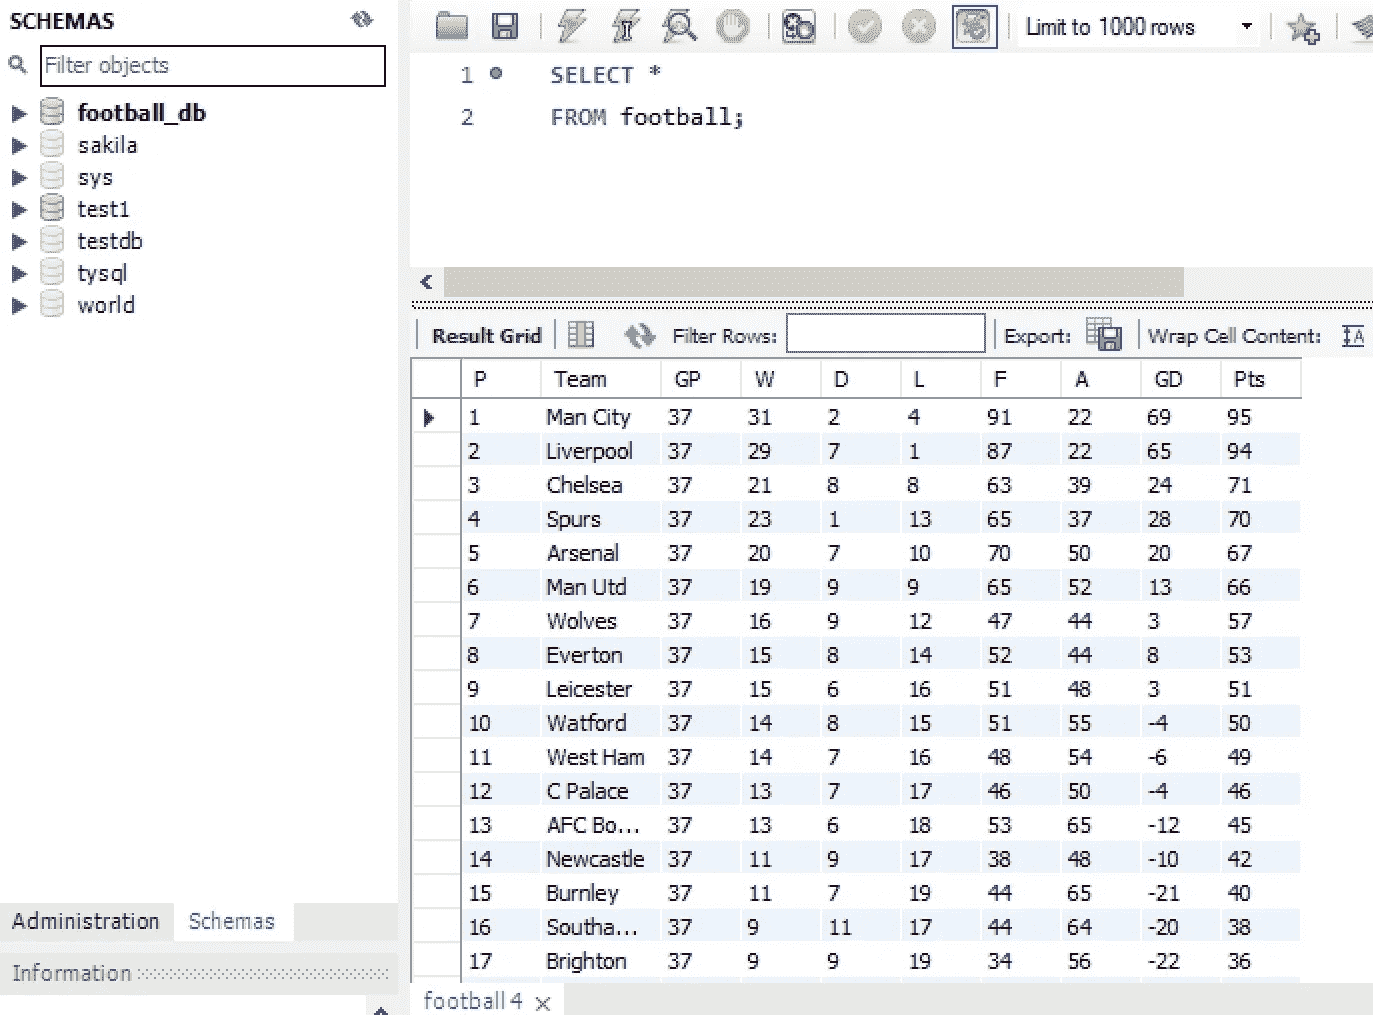 SCHEMAS
Filter objects
football_db
sakila
sys
test1
testdb
tysql
world
Administration Schemas
Information
Limit to 1000 rows
1 SELECT *
2 FROM football;
Result Grid Filter Rows: Export: Wrap Cell Content: IA
P Team GP W D L F A GD Pts
1 Man City 37 31 2 4 91 22 69 95
2 Liverpool 37 29 7 1 87 22 65 94
3 Chelsea 37 21 8 8 63 39 24 71
4 Spurs 37 23 1 13 65 37 28 70
5 Arsenal 37 20 7 10 70 50 20 67
6 Man Utd 37 19 9 9 65 52 13 66
7 Wolves 37 16 9 12 47 44 3 57
8 Everton 37 15 8 14 52 44 8 53
9 Leicester 37 15 6 16 51 48 3 51
10 Watford 37 14 8 15 51 55 -4 50
11 West Ham 37 14 7 16 48 54 -6 49
12 C Palace 37 13 7 17 46 50 -4 46
13 AFC Bo... 37 13 6 18 53 65 -12 45
14 Newcastle 37 11 9 17 38 48 -10 42
15 Burnley 37 11 7 19 44 65 -21 40
16 Southa... 37 9 11 17 44 64 -20 38
17 Brighton 37 9 9 19 34 56 -22 36
football 4 ×